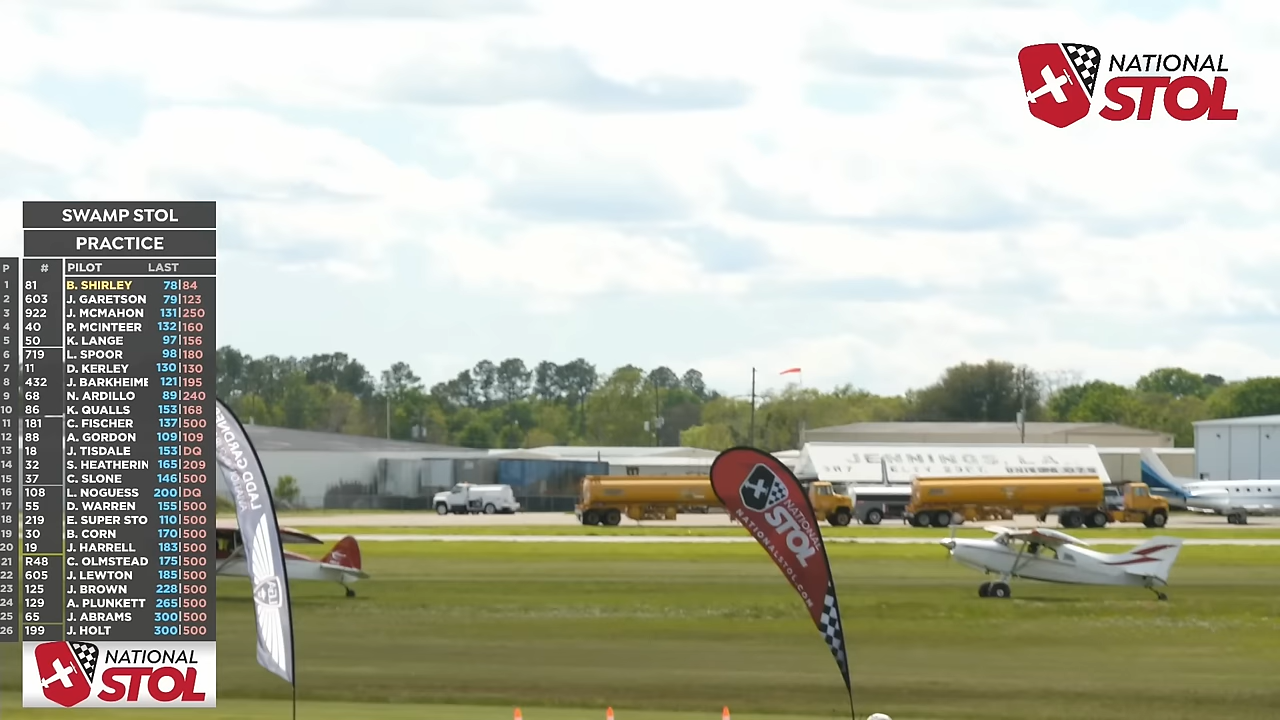 NATIONAL
STOL
SWAMP STOL
PRACTICE
P # PILOT LAST
1 81 B. SHIRLEY 78|84
2 603 J. GARETSON 79|123
3 922 J. MCMAHON 131|250
4 40 P. MCINTEER 132|160
5 50 K. LANGE 97|156
6 719 L. SPOOR 98|180
7 11 D. KERLEY 130|130
8 432 J. BARKHEIME 121|195
9 68 N. ARDILLO 89|240
10 86 K. QUALLS 153|168
11 181 C. FISCHER 137|500
12 88 A. GORDON 109|109
13 18 J. TISDALE 153|DQ
14 32 S. HEATHERIN 165|209
15 37 C. SLONE 146|500
16 108 L. NOGUESS 200|DQ
17 55 D. WARREN 155|500
18 219 E. SUPER STO 110|500
19 30 B. CORN 170|500
20 19 J. HARRELL 183|500
21 R48 C. OLMSTEAD 175|500
22 605 J. LEWTON 185|500
23 125 J. BROWN 228|500
24 129 A. PLUNKETT 265|500
25 65 J. ABRAMS 300|500
26 199 J. HOLT 300|500
NATIONAL
STOL
JENNINGS, LA.
NATIONAL
STOL
NATIONALSTOL.COM